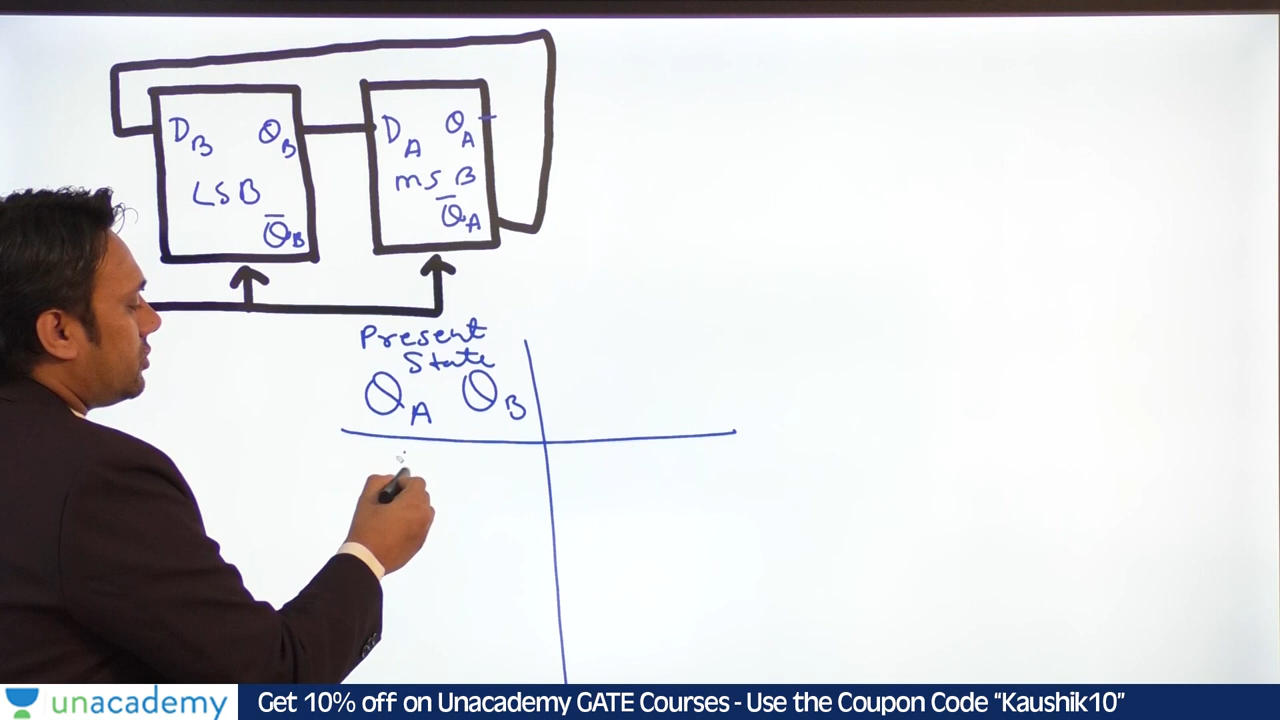 D_B Q_B D_A Q_A
LSB MSB
Q̅_B Q̅_A
Present
State
Q_A Q_B
unacademy Get 10% off on Unacademy GATE Courses - Use the Coupon Code “Kaushik10”